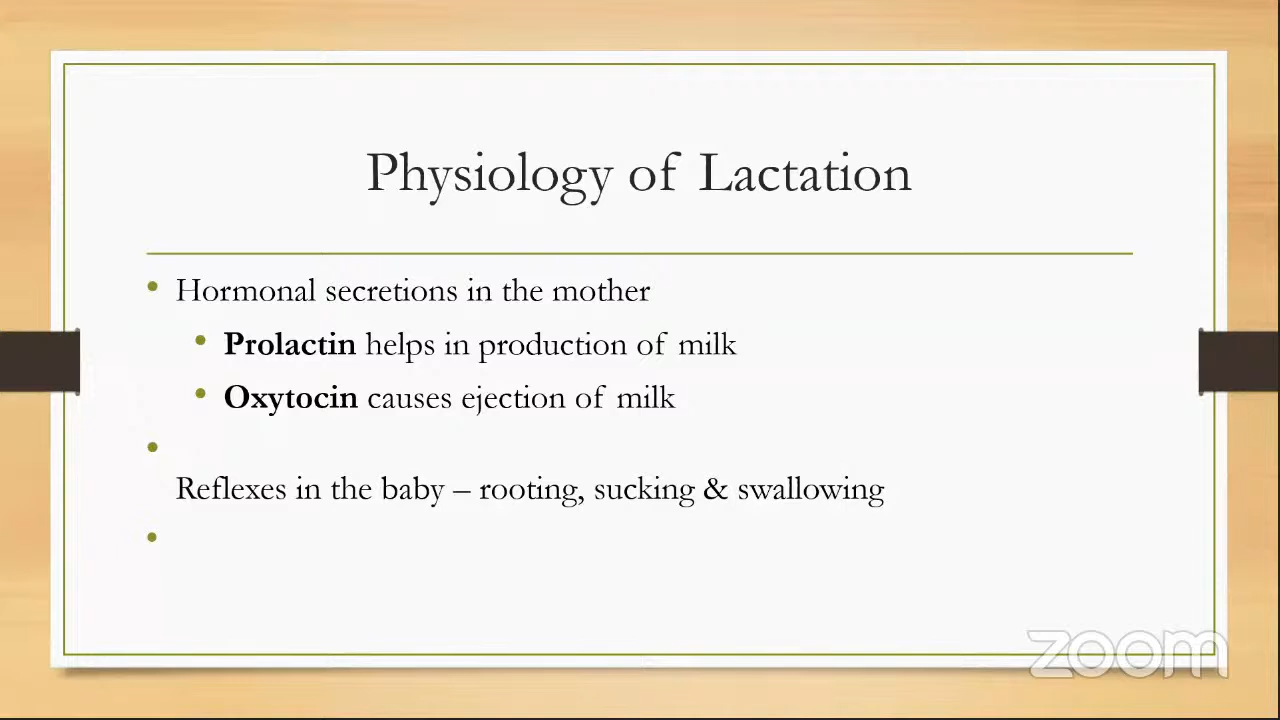 Physiology of Lactation
• Hormonal secretions in the mother
• Prolactin helps in production of milk
• Oxytocin causes ejection of milk
•
Reflexes in the baby – rooting, sucking & swallowing
•
zoom